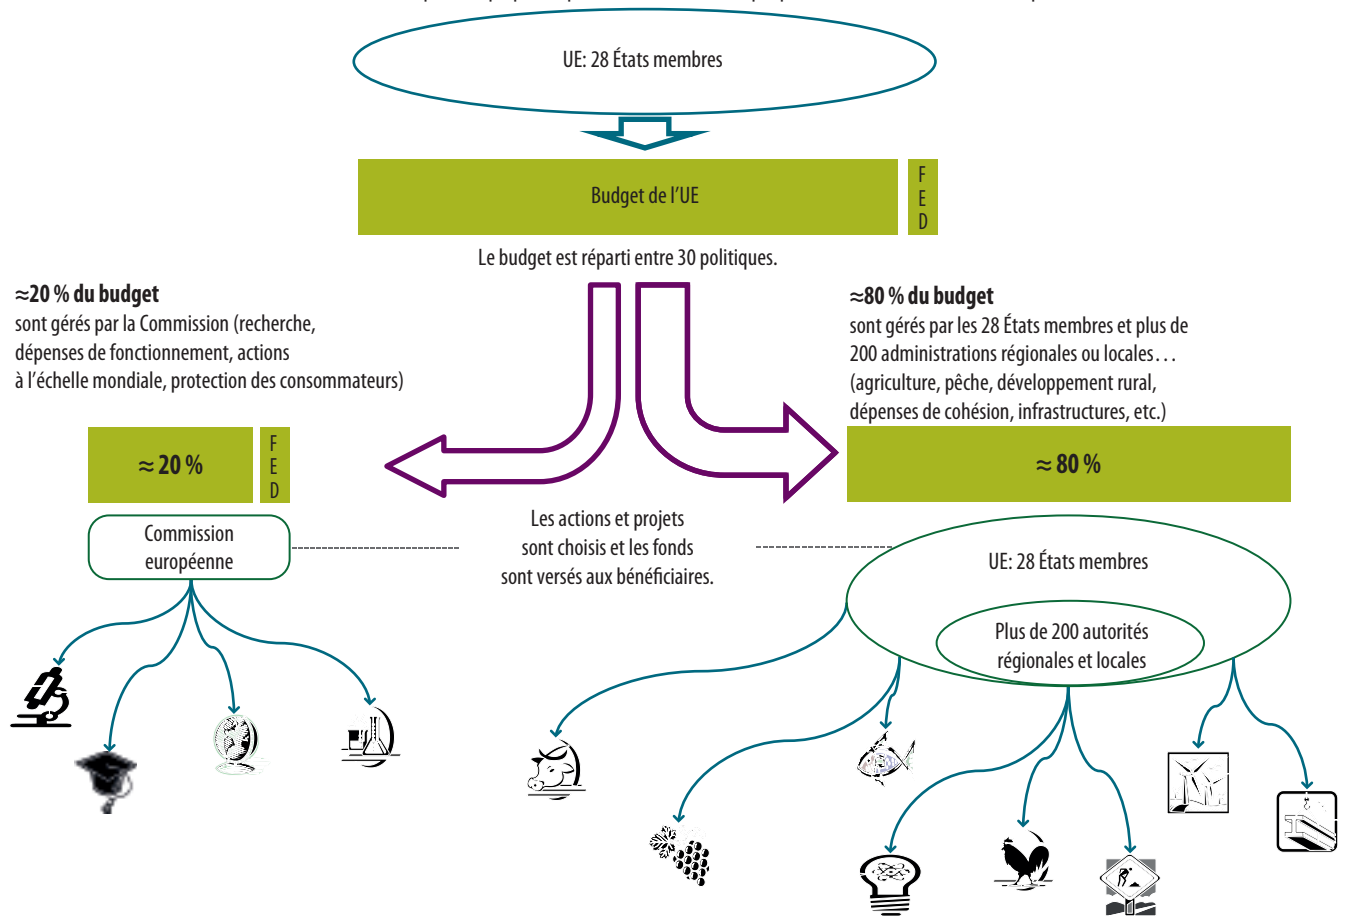 UE: 28 États membres
Budget de l’UE
F
E
D
Le budget est réparti entre 30 politiques.
≈20 % du budget
sont gérés par la Commission (recherche,
dépenses de fonctionnement, actions
à l’échelle mondiale, protection des consommateurs)
≈80 % du budget
sont gérés par les 28 États membres et plus de
200 administrations régionales ou locales…
(agriculture, pêche, développement rural,
dépenses de cohésion, infrastructures, etc.)
≈ 20 %
F
E
D
≈ 80 %
Commission
européenne
Les actions et projets
sont choisis et les fonds
sont versés aux bénéficiaires.
UE: 28 États membres
Plus de 200 autorités
régionales et locales